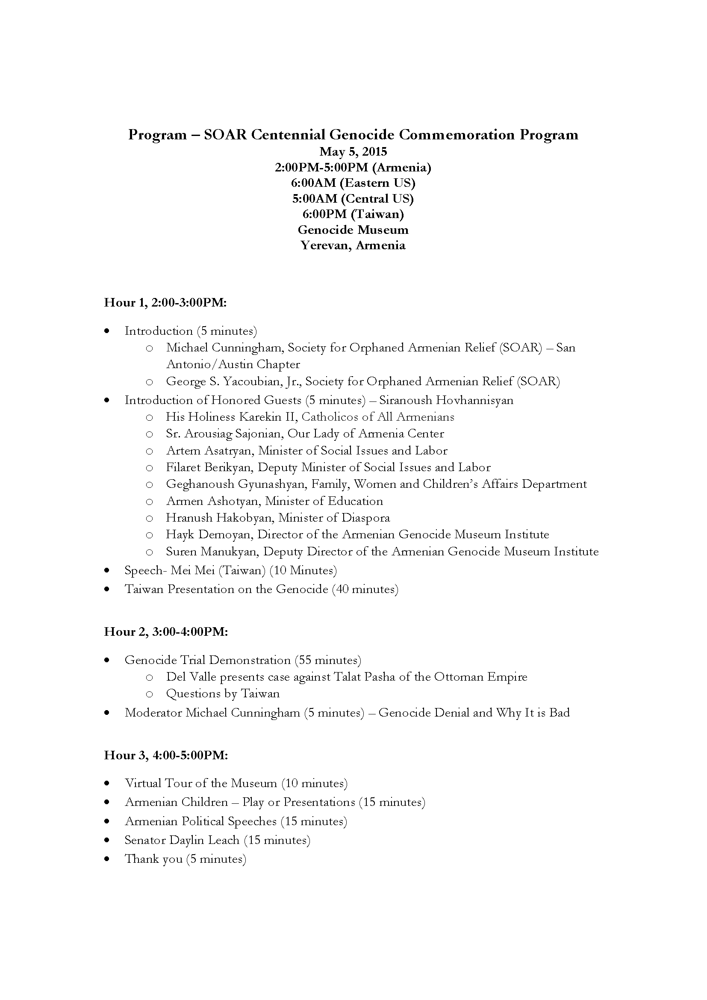 Program – SOAR Centennial Genocide Commemoration Program
May 5, 2015
2:00PM-5:00PM (Armenia)
6:00AM (Eastern US)
5:00AM (Central US)
6:00PM (Taiwan)
Genocide Museum
Yerevan, Armenia
Hour 1, 2:00-3:00PM:
• Introduction (5 minutes)
o Michael Cunningham, Society for Orphaned Armenian Relief (SOAR) – San
Antonio/Austin Chapter
o George S. Yacoubian, Jr., Society for Orphaned Armenian Relief (SOAR)
• Introduction of Honored Guests (5 minutes) – Siranoush Hovhannisyan
o His Holiness Karekin II, Catholicos of All Armenians
o Sr. Arousiag Sajonian, Our Lady of Armenia Center
o Artem Asatryan, Minister of Social Issues and Labor
o Filaret Berikyan, Deputy Minister of Social Issues and Labor
o Geghanoush Gyunashyan, Family, Women and Children’s Affairs Department
o Armen Ashotyan, Minister of Education
o Hranush Hakobyan, Minister of Diaspora
o Hayk Demoyan, Director of the Armenian Genocide Museum Institute
o Suren Manukyan, Deputy Director of the Armenian Genocide Museum Institute
• Speech- Mei Mei (Taiwan) (10 Minutes)
• Taiwan Presentation on the Genocide (40 minutes)
Hour 2, 3:00-4:00PM:
• Genocide Trial Demonstration (55 minutes)
o Del Valle presents case against Talat Pasha of the Ottoman Empire
o Questions by Taiwan
• Moderator Michael Cunningham (5 minutes) – Genocide Denial and Why It is Bad
Hour 3, 4:00-5:00PM:
• Virtual Tour of the Museum (10 minutes)
• Armenian Children – Play or Presentations (15 minutes)
• Armenian Political Speeches (15 minutes)
• Senator Daylin Leach (15 minutes)
• Thank you (5 minutes)